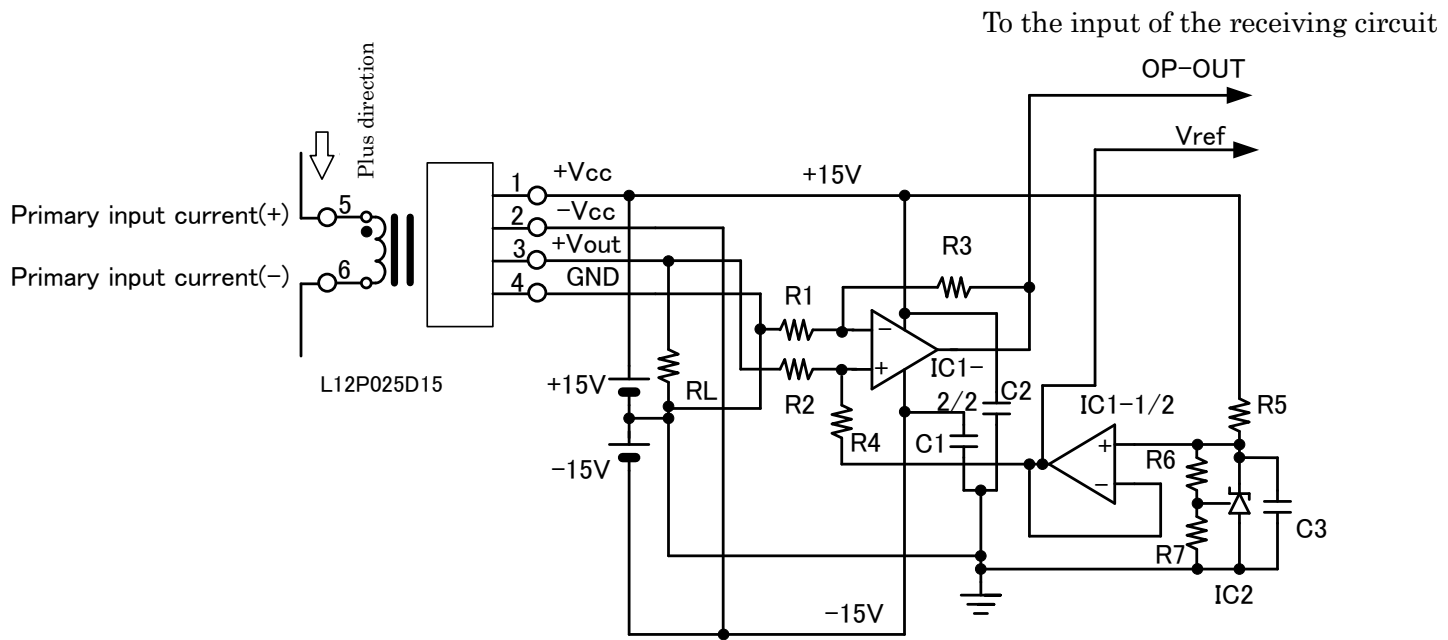 To the input of the receiving circuit
OP-OUT
Plus direction
Vref
1
+Vcc
+15V
Primary input current(+)
5
2
-Vcc
3
+Vout
R3
Primary input current(-)
6
4
GND
R1
−
+
IC1-
2/2
L12P025D15
+15V
RL
R2
C2
IC1-1/2
R5
R4
C1
+
−
R6
-15V
C3
R7
IC2
-15V